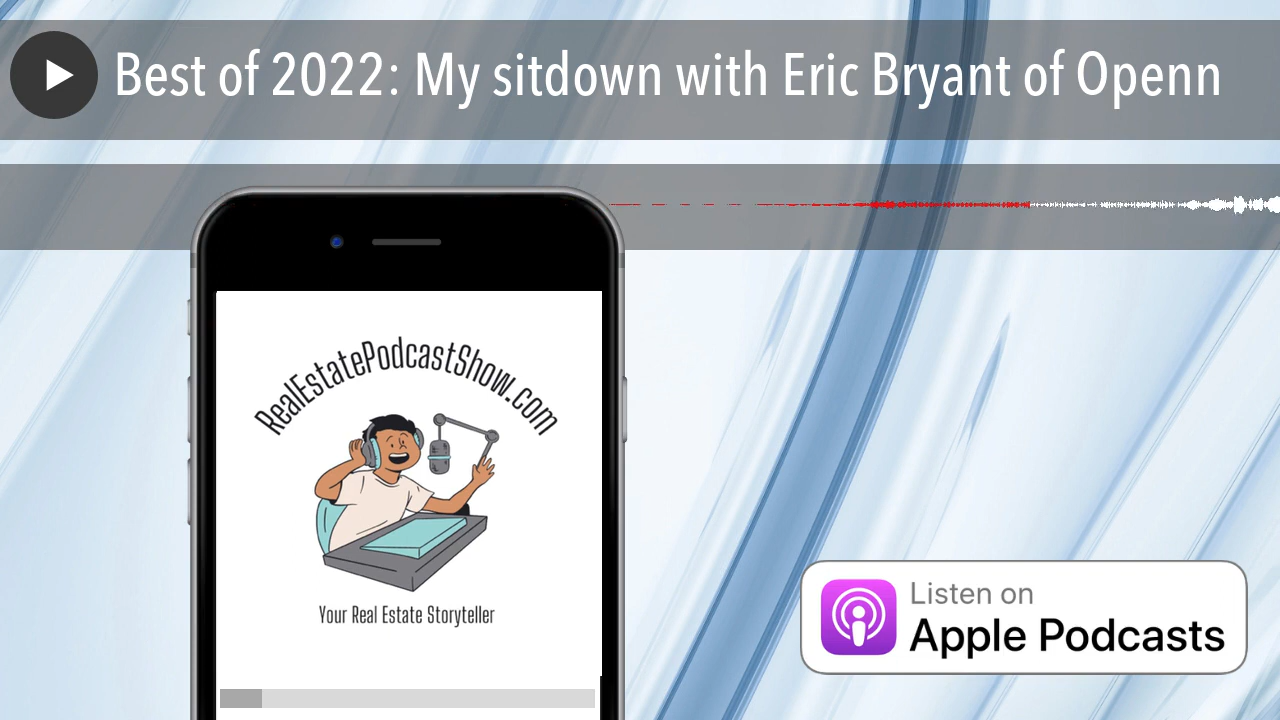 Best of 2022: My sitdown with Eric Bryant of Openn
RealEstatePodcastShow.com
Your Real Estate Storyteller
Listen on
Apple Podcasts